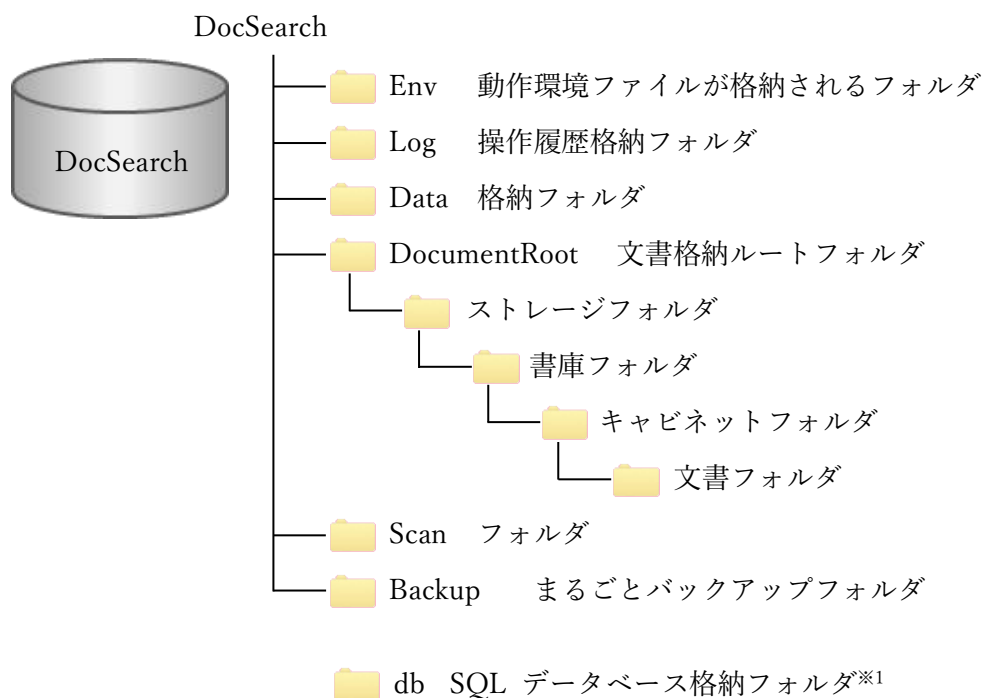 DocSearch
DocSearch
Env 動作環境ファイルが格納されるフォルダ
Log 操作履歴格納フォルダ
Data 格納フォルダ
DocumentRoot 文書格納ルートフォルダ
ストレージフォルダ
書庫フォルダ
キャビネットフォルダ
文書フォルダ
Scan フォルダ
Backup まるごとバックアップフォルダ
db SQL データベース格納フォルダ※1